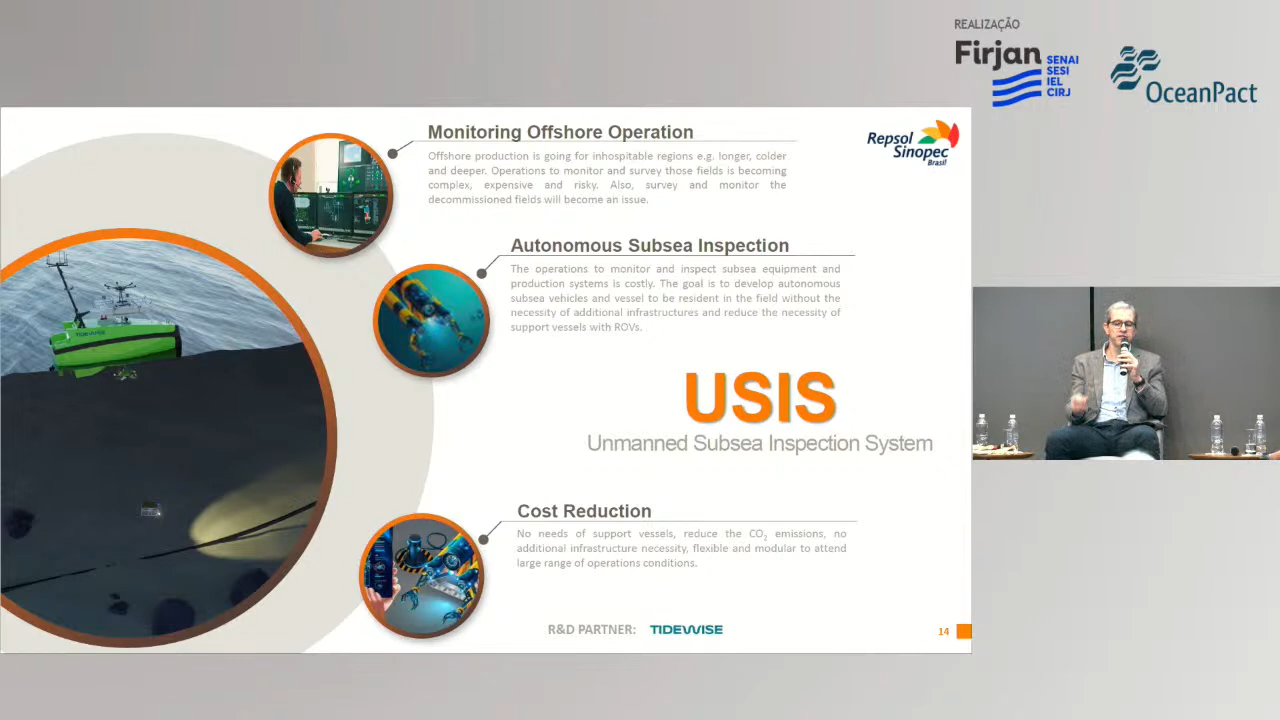 REALIZAÇÃO
Firjan
SENAI
SESI
IEL
CIRJ
OceanPact
Repsol
Sinopec
Brasil
Monitoring Offshore Operation
Offshore production is going for inhospitable regions e.g. longer, colder
and deeper. Operations to monitor and survey those fields is becoming
complex, expensive and risky. Also, survey and monitor the
decommissioned fields will become an issue.
Autonomous Subsea Inspection
The operations to monitor and inspect subsea equipment and
production systems is costly. The goal is to develop autonomous
subsea vehicles and vessel to be resident in the field without the
necessity of additional infrastructures and reduce the necessity of
support vessels with ROVs.
TIDEWISE
USIS
Unmanned Subsea Inspection System
Cost Reduction
No needs of support vessels, reduce the CO2 emissions, no
additional infrastructure necessity, flexible and modular to attend
large range of operations conditions.
R&D PARTNER: TIDEWISE
14